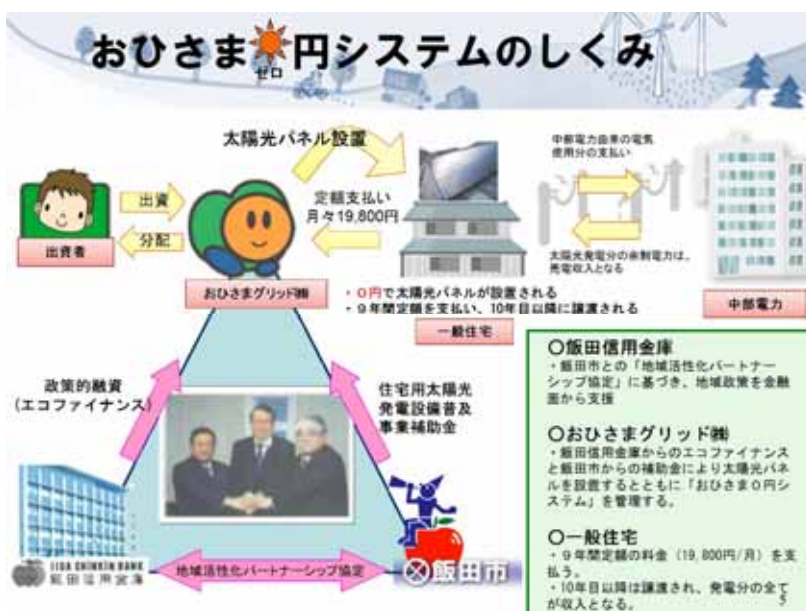 おひさま
ゼロ
円システムのしくみ
太陽光パネル設置
出資
分配
出資者
定額支払い
月々19,800円
中部電力由来の電気
使用分の支払い
太陽光発電分の余剰電力は、
発電収入となる
おひさまグリッド㈱
・０円で太陽光パネルが設置される
・９年間定額を支払い、10年目以降に譲渡される
一般住宅
中部電力
政策的融資
(エコファイナンス)
住宅用太陽光
発電設備普及
事業補助金
IIDA SHINKIN BANK
飯田信用金庫
地域活性化パートナーシップ協定
飯田市
〇飯田信用金庫
・飯田市との「地域活性化パートナー
シップ協定」に基づき、地域政策を金融
面から支援
〇おひさまグリッド㈱
・飯田信用金庫からのエコファイナンス
と飯田市からの補助金により太陽光パネ
ルを設置するとともに「おひさま０円シ
ステム」を管理する。
〇一般住宅
・９年間定額の料金（19,800円/月）を支
払う。
・10年目以降は譲渡され、発電分の全て
が収入となる。
5